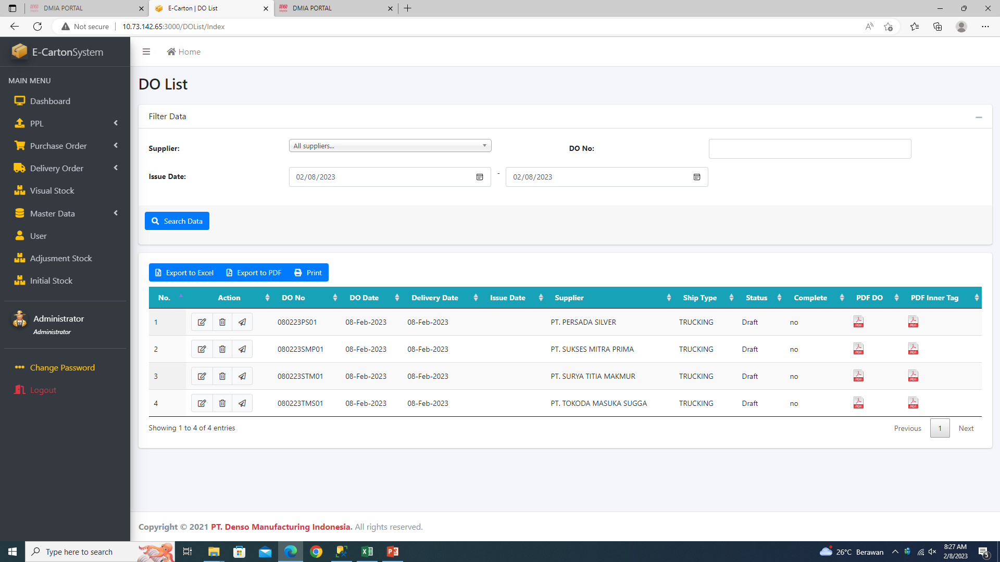 DMIA PORTAL
E-Carton | DO List
DENSO DMIA PORTAL
Not secure 10.73.142.65:3000/DOList/Index
E-CartonSystem
Home
MAIN MENU
Dashboard
PPL
Purchase Order
Delivery Order
Visual Stock
Master Data
User
Adjusment Stock
Initial Stock
Administrator
Administrator
Change Password
Logout
DO List
Filter Data
Supplier: All suppliers... DO No:
Issue Date: 02/08/2023 - 02/08/2023
Search Data
Export to Excel Export to PDF Print
No. Action DO No DO Date Delivery Date Issue Date Supplier Ship Type Status Complete PDF DO PDF Inner Tag
1 080223PS01 08-Feb-2023 08-Feb-2023 PT. PERSADA SILVER TRUCKING Draft no PDF PDF
2 080223SMP01 08-Feb-2023 08-Feb-2023 PT. SUKSES MITRA PRIMA TRUCKING Draft no PDF PDF
3 080223STM01 08-Feb-2023 08-Feb-2023 PT. SURYA TITIA MAKMUR TRUCKING Draft no PDF PDF
4 080223TMS01 08-Feb-2023 08-Feb-2023 PT. TOKODA MASUKA SUGGA TRUCKING Draft no PDF PDF
Showing 1 to 4 of 4 entries
Previous 1 Next
Copyright © 2021 PT. Denso Manufacturing Indonesia. All rights reserved.
Type here to search
26°C Berawan
8:27 AM
2/8/2023
5